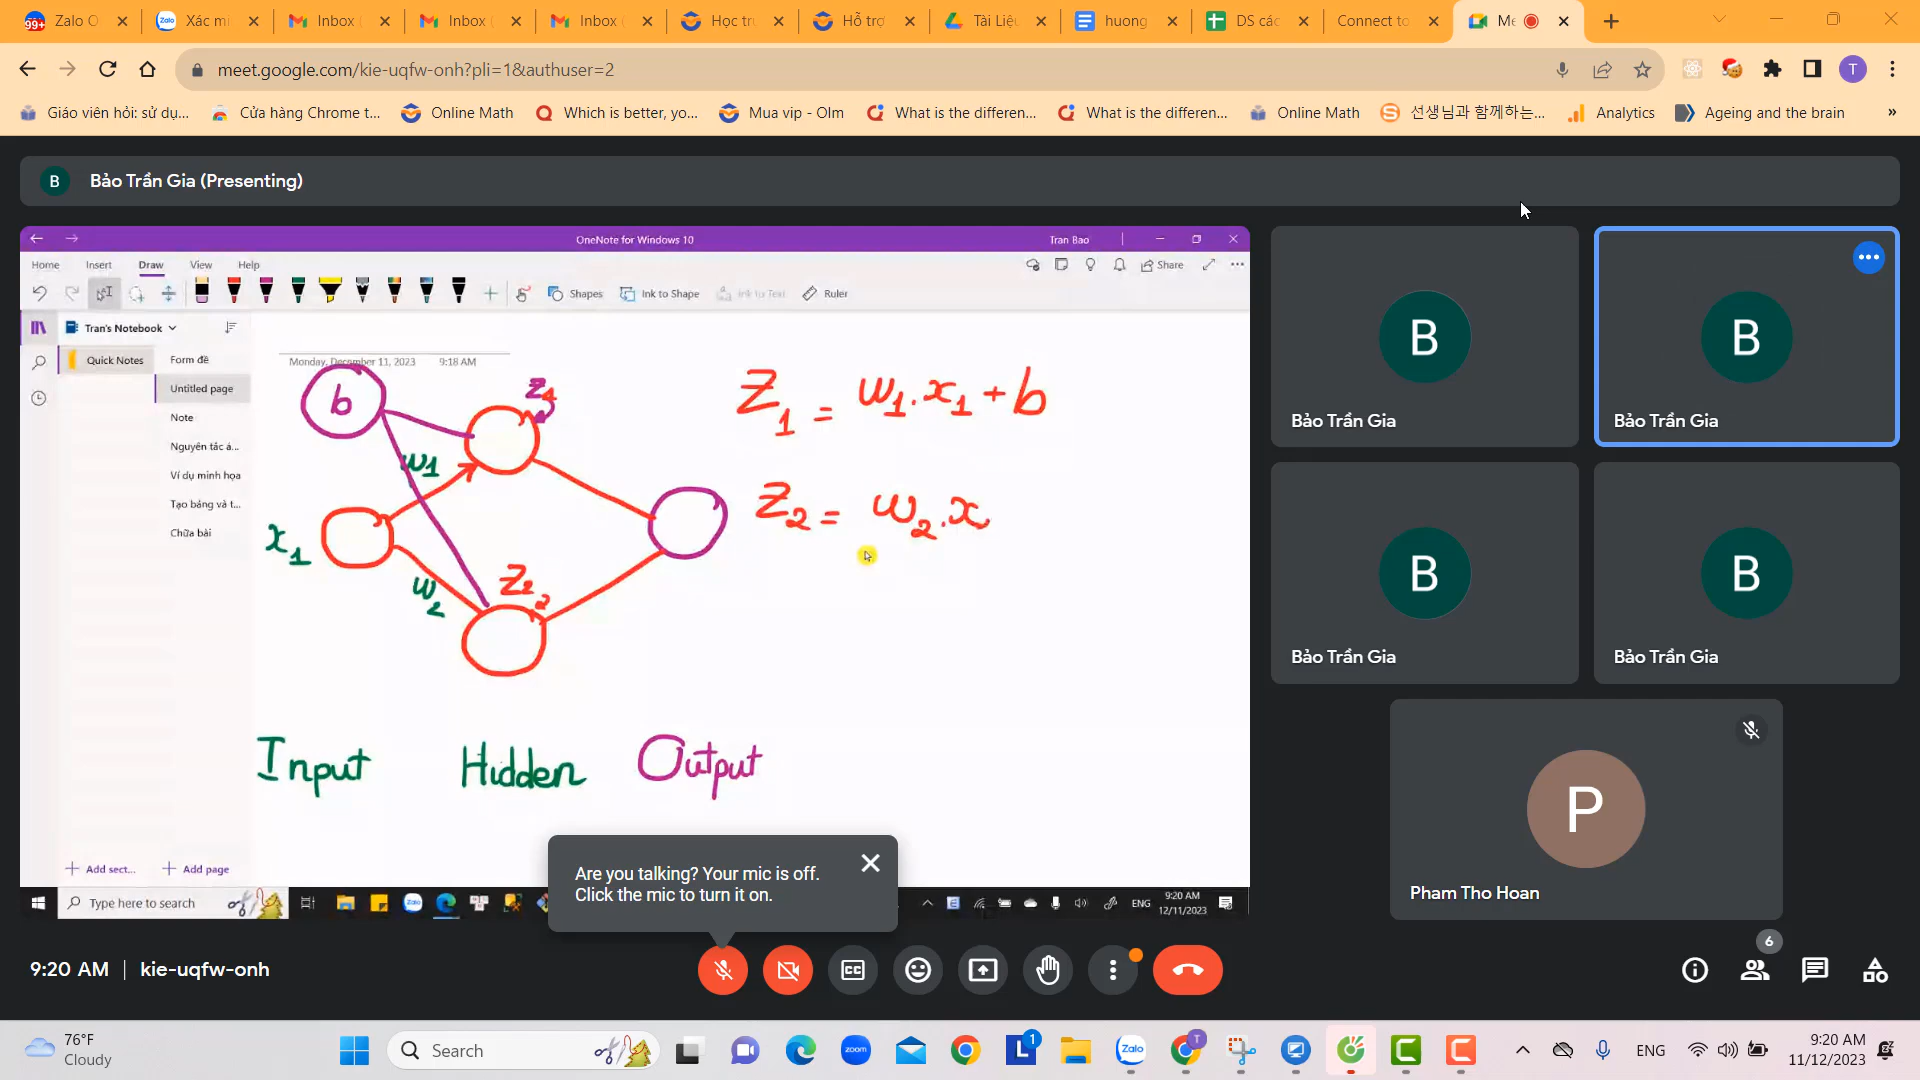 99+ Zalo O
Zalo Xác mi
Inbox (
Inbox (
Inbox (
Học trự
Hỗ trợ
Tài Liệu
huong
DS các
Connect to
Me
meet.google.com/kie-uqfw-onh?pli=1&authuser=2
T
Giáo viên hỏi: sử dụ...
Cửa hàng Chrome t...
Online Math
Which is better, yo...
Mua vip - Olm
What is the differen...
What is the differen...
Online Math
선생님과 함께하는...
Analytics
Ageing and the brain
»
B Bảo Trần Gia (Presenting)
OneNote for Windows 10
Tran Bao
Home Insert Draw View Help
Share
Shapes
Ink to Shape
Ink to Text
Ruler
Tran's Notebook
Quick Notes
Form đề
Untitled page
Note
Nguyên tắc á...
Ví dụ minh họa
Tạo bảng và t...
Chữa bài
Add sect...
Add page
Monday, December 11, 2023 9:18 AM
b
z1
w1
x1
w2
Z2
Z1 = w1.x1 + b
Z2 = w2.x
Input Hidden Output
Type here to search
ENG
9:20 AM
12/11/2023
B
Bảo Trần Gia
B
Bảo Trần Gia
B
Bảo Trần Gia
B
Bảo Trần Gia
P
Pham Tho Hoan
Are you talking? Your mic is off.
Click the mic to turn it on.
9:20 AM | kie-uqfw-onh
CC
6
76°F
Cloudy
Search
zoom
L
1
Zalo
T
ENG
9:20 AM
11/12/2023